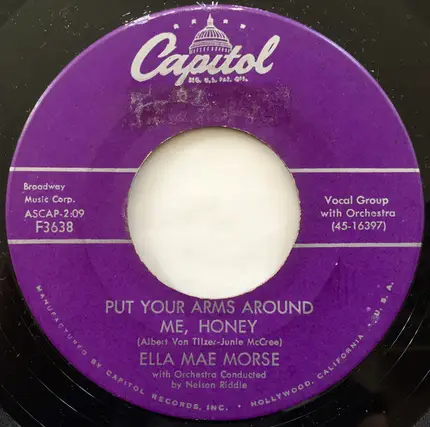 Capitol
REG. U.S. PAT. OFF.
Broadway
Music Corp.
ASCAP-2:09
F3638
Vocal Group
with Orchestra
(45-16397)
PUT YOUR ARMS AROUND
ME, HONEY
(Albert Von Tilzer-Junie McCree)
ELLA MAE MORSE
with Orchestra Conducted
by Nelson Riddle
MANUFACTURED BY CAPITOL RECORDS, INC. • HOLLYWOOD, CALIFORNIA U.S.A.